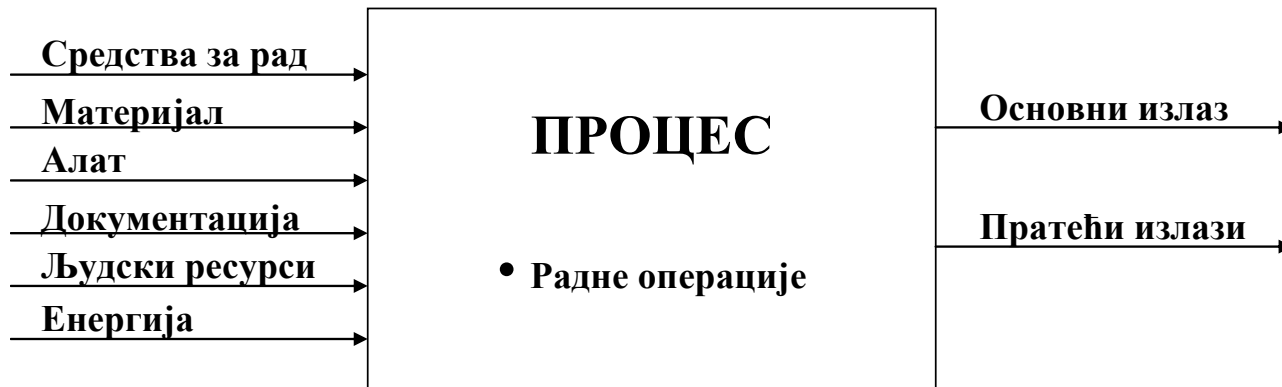 Средства за рад
Материјал
Алат
Документација
Људски ресурси
Енергија
ПРОЦЕС
• Радне операције
Основни излаз
Пратећи излази